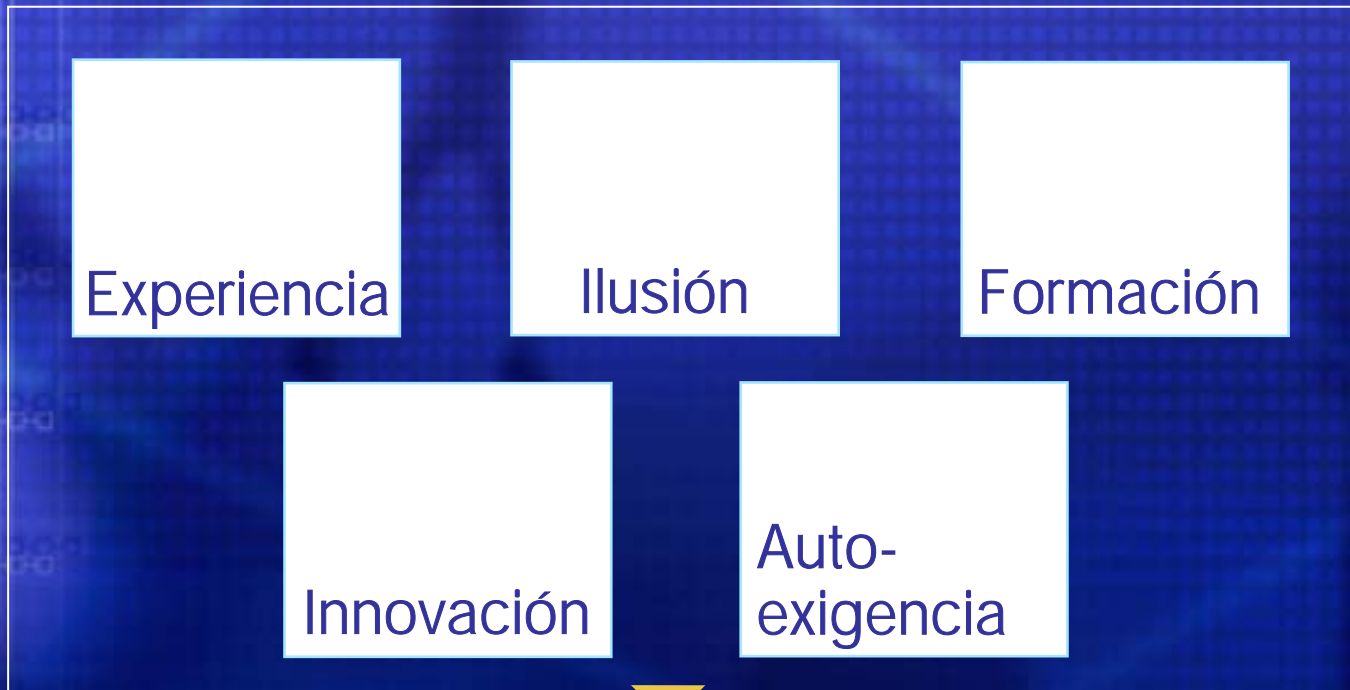 Experiencia
Ilusión
Formación
Innovación
Auto-
exigencia